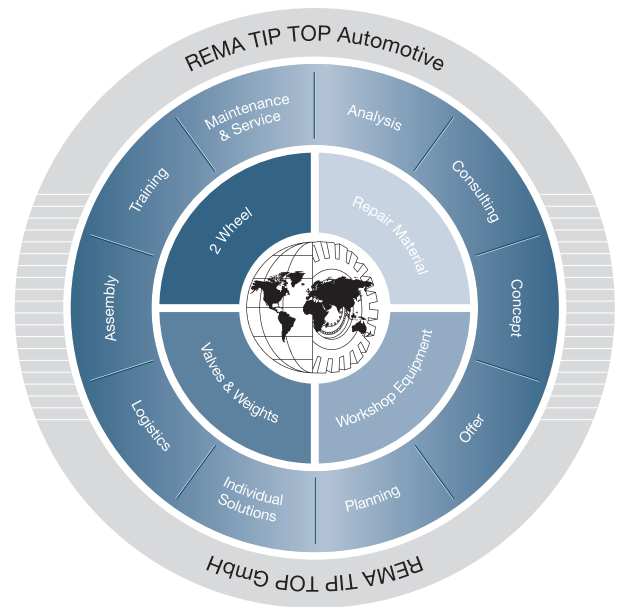 REMA TIP TOP Automotive
Maintenance
& Service
Analysis
Consulting
Concept
Offer
Planning
Individual
Solutions
Logistics
Assembly
Training
2 Wheel
Repair Material
Workshop Equipment
Valves & Weights
REMA TIP TOP GmbH